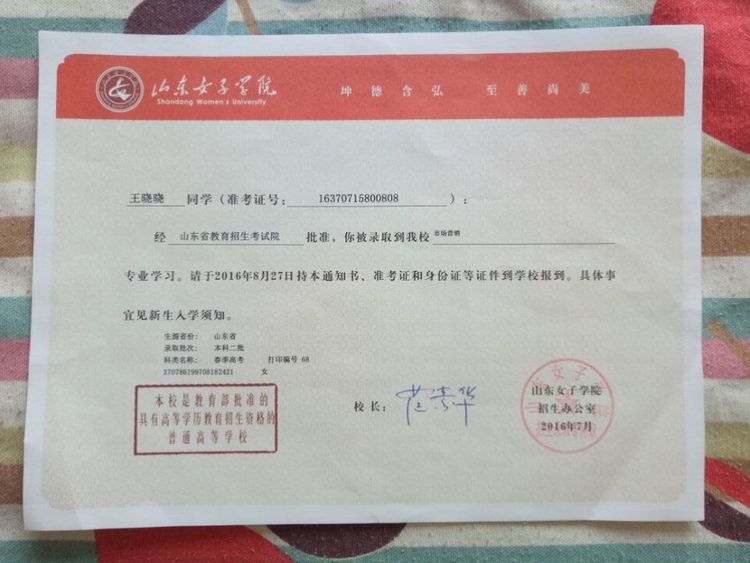 山东女子学院
Shandong Women's University
坤德含弘 至善尚美
王晓骁 同学（准考证号： 16370715800808 ）；
经 山东省教育招生考试院 批准，你被录取到我校 市场营销
专业学习。请于2016年8月27日持本通知书、准考证和身份证等证件到学校报到。具体事
宜见新生入学须知。
生源省份： 山东省
录取批次： 本科二批
科类名称： 春季高考 打印编号 68
370786199708182421 女
本校是教育部批准的
具有高等学历教育招生资格的
普通高等学校
校长：
山东女子学院
招生办公室
2016年7月